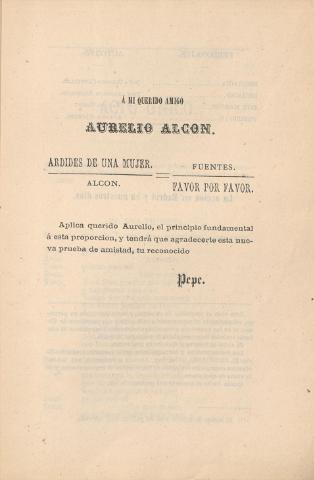 Á MI QUERIDO AMIGO
AURELIO ALCON.
ARDIDES DE UNA MUJER. FUENTES.
ALCON. FAVOR POR FAVOR.
Aplica querido Aurelio, el principio fundamental
á esta proporcion, y tendrá que agradecerte esta nue-
va prueba de amistad, tu reconocido
Pepe.